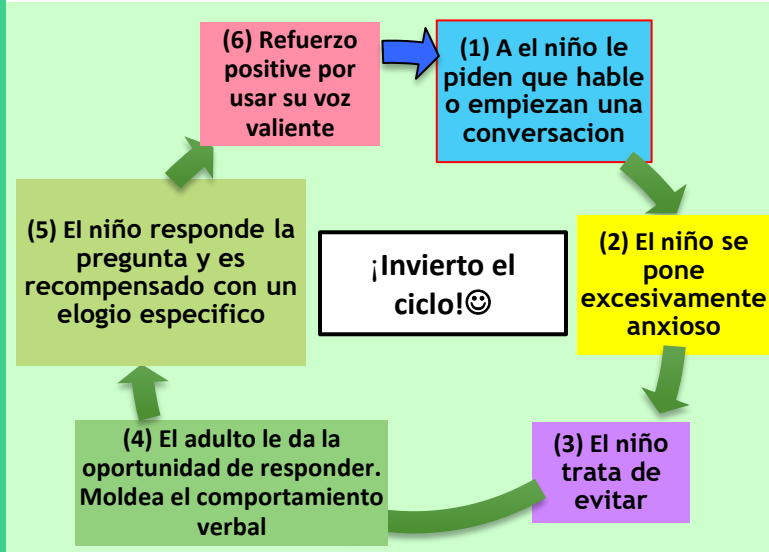 (6) Refuerzo
positive por
usar su voz
valiente
(1) A el niño le
piden que hable
o empiezan una
conversacion
(2) El niño se
pone
excesivamente
anxioso
(3) El niño
trata de
evitar
(4) El adulto le da la
oportunidad de responder.
Moldea el comportamiento
verbal
(5) El niño responde la
pregunta y es
recompensado con un
elogio especifico
¡Invierto el
ciclo!☺